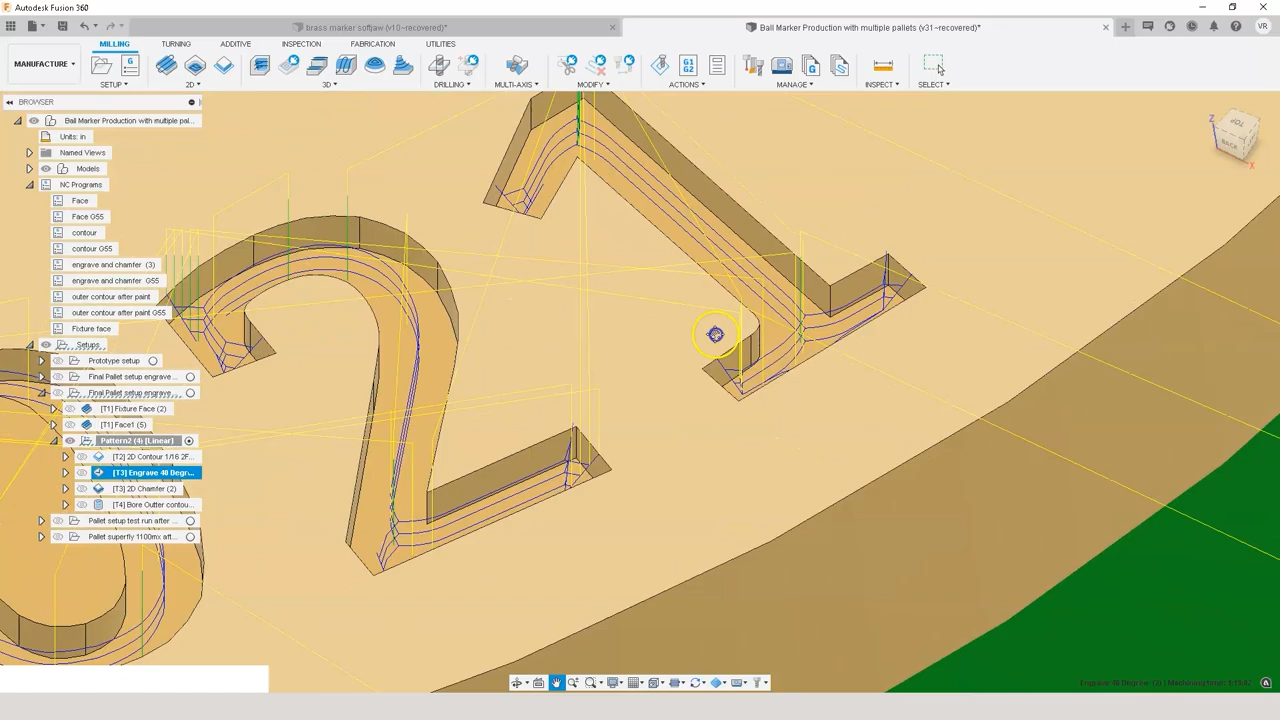 Autodesk Fusion 360
brass marker softjaw (v10~recovered)*
Ball Marker Production with multiple pallets (v31~recovered)*
VR
MILLING TURNING ADDITIVE INSPECTION FABRICATION UTILITIES
MANUFACTURE
G1
G2
SETUP 2D 3D DRILLING MULTI-AXIS MODIFY ACTIONS MANAGE INSPECT SELECT
BROWSER
Ball Marker Production with multiple pal...
Units: in
Named Views
Models
NC Programs
Face
Face G55
contour
contour G55
engrave and chamfer (3)
engrave and chamfer G55
outer contour after paint
outer contour after paint G55
Fixture face
Setups
Prototype setup
Final Pallet setup engrave...
Final Pallet setup engrave...
[T1] Fixture Face (2)
[T1] Face1 (5)
Pattern2 (4) [Linear]
[T2] 2D Contour 1/16 2F...
[T3] Engrave 40 Degr...
[T3] 2D Chamfer (2)
[T4] Bore Outter contou...
Pallet setup test run after ...
Pallet superfly 1100mx aft...
Z
TOP
BACK
X